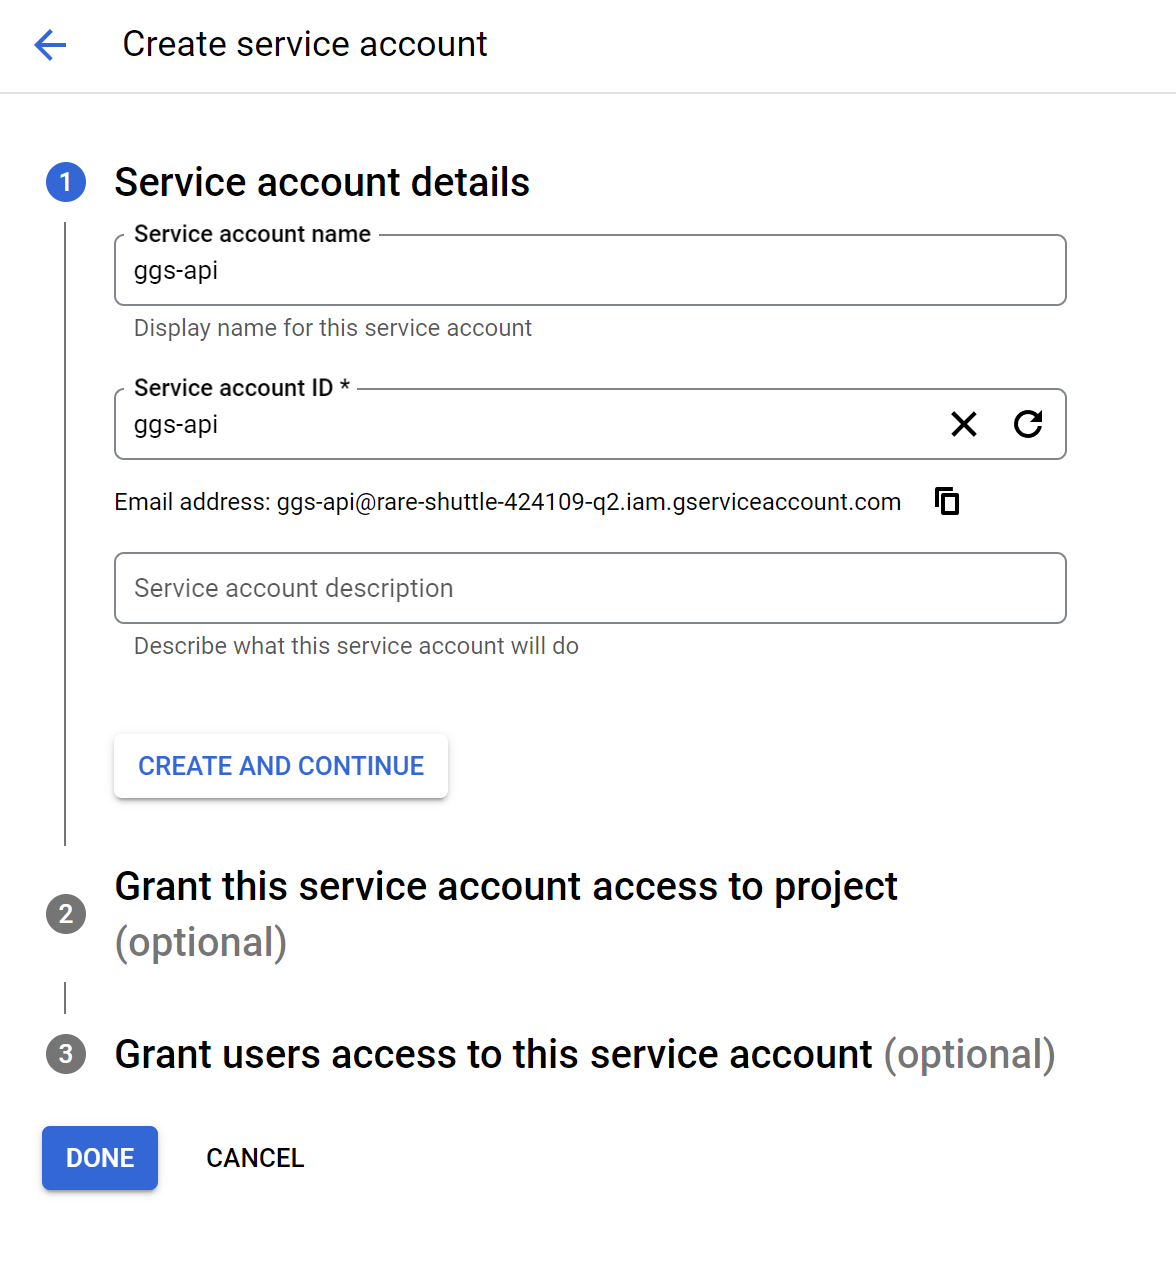 Create service account
1 Service account details
Service account name
ggs-api
Display name for this service account
Service account ID *
ggs-api
Email address: ggs-api@rare-shuttle-424109-q2.iam.gserviceaccount.com
Service account description
Describe what this service account will do
CREATE AND CONTINUE
2 Grant this service account access to project
(optional)
3 Grant users access to this service account (optional)
DONE CANCEL